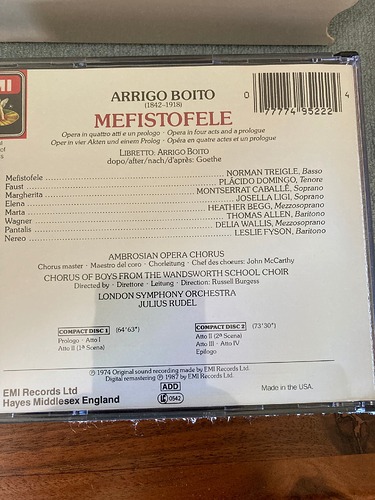 EMI
ARRIGO BOITO
(1842-1918)
MEFISTOFELE
Opera in quattro atti e un prologo · Opera in four acts and a prologue
Oper in vier Akten und einem Prolog · Opéra en quatre actes et un prologue
LIBRETTO: ARRIGO BOITO
dopo/after/nach/d'après: Goethe
Mefistofele NORMAN TREIGLE, Basso
Faust PLÁCIDO DOMINGO, Tenore
Margherita MONTSERRAT CABALLÉ, Soprano
Elena JOSELLA LIGI, Soprano
Marta HEATHER BEGG, Mezzosoprano
Wagner THOMAS ALLEN, Baritono
Pantalis DELIA WALLIS, Mezzosoprano
Nereo LESLIE FYSON, Baritono
AMBROSIAN OPERA CHORUS
Chorus master · Maestro del coro · Chorleitung · Chef des chœurs: John McCarthy
CHORUS OF BOYS FROM THE WANDSWORTH SCHOOL CHOIR
Directed by · Direttore · Leitung · Direction: Russell Burgess
LONDON SYMPHONY ORCHESTRA
JULIUS RUDEL
COMPACT DISC 1 (64'63")
Prologo · Atto I
Atto II (1ª Scena)
COMPACT DISC 2 (73'30")
Atto II (2ª Scena)
Atto III · Atto IV
Epilogo
℗ 1974 Original sound recording made by EMI Records Ltd.
Digital remastering ℗ 1987 by EMI Records Ltd.
EMI Records Ltd
Hayes Middlesex England
ADD
LC 0542
Made in the USA.
0 77774 95222 4